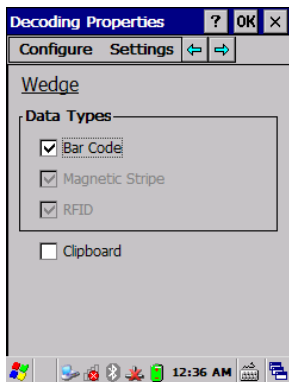 Decoding Properties ? OK ×
Configure Settings
Wedge
Data Types
Bar Code
Magnetic Stripe
RFID
Clipboard
12:36 AM